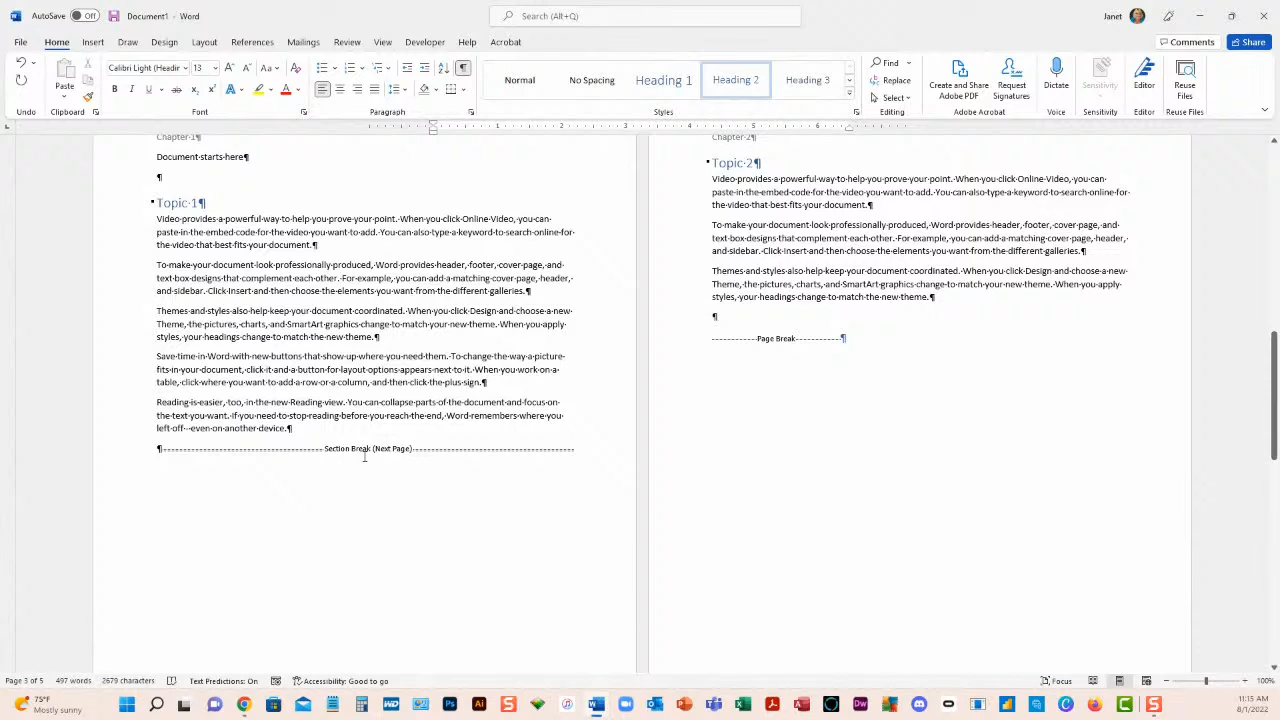 AutoSave Off Document1 - Word Search (Alt+Q) Janet
File Home Insert Draw Design Layout References Mailings Review View Developer Help Acrobat Comments Share
Paste Calibri Light (Headir 13 Normal No Spacing Heading 1 Heading 2 Heading 3 Find Replace Select Create and Share Adobe PDF Request Signatures Dictate Sensitivity Editor Reuse Files
Undo Clipboard Font Paragraph Styles Editing Adobe Acrobat Voice Sensitivity Editor Reuse Files
1 2 3 4 5 6
Chapter·1¶
Document·starts·here¶
¶
Topic·1¶
Video·provides·a·powerful·way·to·help·you·prove·your·point.·When·you·click·Online·Video,·you·can·
paste·in·the·embed·code·for·the·video·you·want·to·add.·You·can·also·type·a·keyword·to·search·online·for·
the·video·that·best·fits·your·document.¶
To·make·your·document·look·professionally·produced,·Word·provides·header,·footer,·cover·page,·and·
text·box·designs·that·complement·each·other.·For·example,·you·can·add·a·matching·cover·page,·header,·
and·sidebar.·Click·Insert·and·then·choose·the·elements·you·want·from·the·different·galleries.¶
Themes·and·styles·also·help·keep·your·document·coordinated.·When·you·click·Design·and·choose·a·new·
Theme,·the·pictures,·charts,·and·SmartArt·graphics·change·to·match·your·new·theme.·When·you·apply·
styles,·your·headings·change·to·match·the·new·theme.¶
Save·time·in·Word·with·new·buttons·that·show·up·where·you·need·them.·To·change·the·way·a·picture·
fits·in·your·document,·click·it·and·a·button·for·layout·options·appears·next·to·it.·When·you·work·on·a·
table,·click·where·you·want·to·add·a·row·or·a·column,·and·then·click·the·plus·sign.¶
Reading·is·easier,·too,·in·the·new·Reading·view.·You·can·collapse·parts·of·the·document·and·focus·on·
the·text·you·want.·If·you·need·to·stop·reading·before·you·reach·the·end,·Word·remembers·where·you·
left·off·-·even·on·another·device.¶
¶ Section Break (Next Page)
Chapter·2¶
Topic·2¶
Video·provides·a·powerful·way·to·help·you·prove·your·point.·When·you·click·Online·Video,·you·can·
paste·in·the·embed·code·for·the·video·you·want·to·add.·You·can·also·type·a·keyword·to·search·online·for·
the·video·that·best·fits·your·document.¶
To·make·your·document·look·professionally·produced,·Word·provides·header,·footer,·cover·page,·and·
text·box·designs·that·complement·each·other.·For·example,·you·can·add·a·matching·cover·page,·header,·
and·sidebar.·Click·Insert·and·then·choose·the·elements·you·want·from·the·different·galleries.¶
Themes·and·styles·also·help·keep·your·document·coordinated.·When·you·click·Design·and·choose·a·new·
Theme,·the·pictures,·charts,·and·SmartArt·graphics·change·to·match·your·new·theme.·When·you·apply·
styles,·your·headings·change·to·match·the·new·theme.¶
¶
Page Break ¶
Page 3 of 5 497 words 2679 characters Text Predictions: On Accessibility: Good to go Focus 100%
75°F
Mostly sunny
11:15 AM
8/1/2022